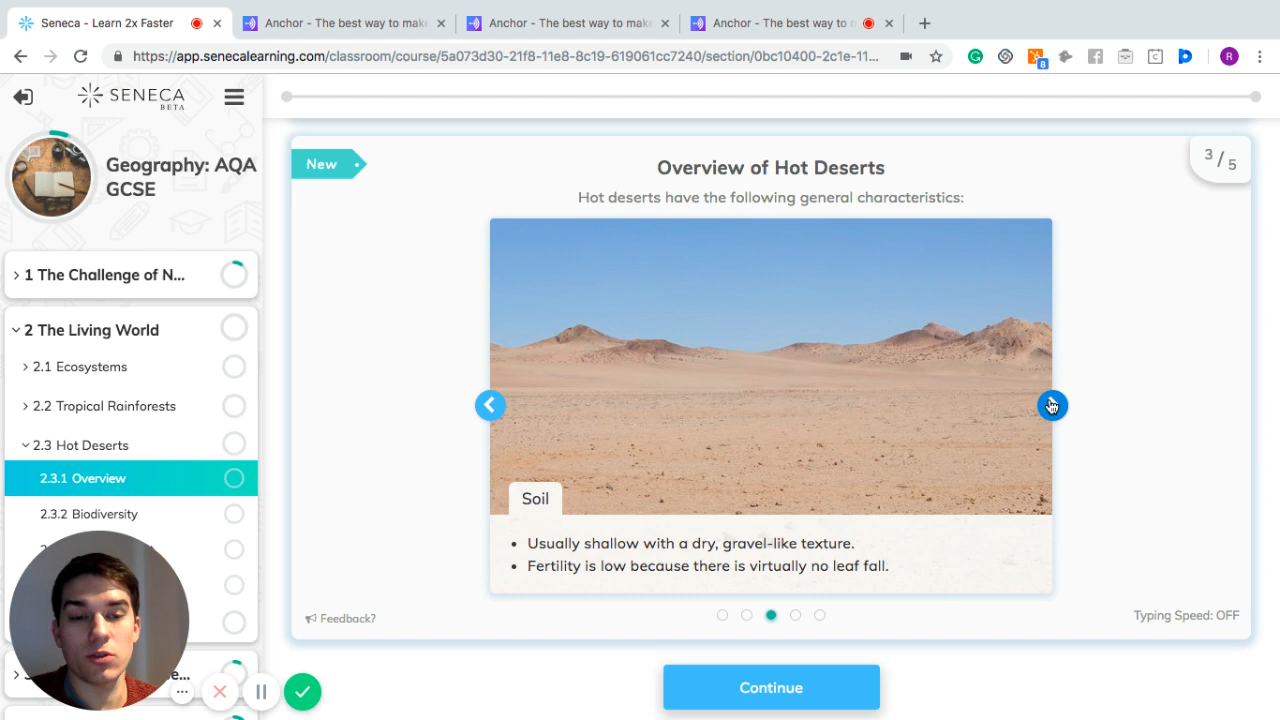 Seneca - Learn 2x Faster
Anchor - The best way to make
Anchor - The best way to make
Anchor - The best way to
https://app.senecalearning.com/classroom/course/5a073d30-21f8-11e8-8c19-619061cc7240/section/0bc10400-2c1e-11...
8
R
SENECA
BETA
Geography: AQA
GCSE
1 The Challenge of N...
2 The Living World
2.1 Ecosystems
2.2 Tropical Rainforests
2.3 Hot Deserts
2.3.1 Overview
2.3.2 Biodiversity
e...
New
3 / 5
Overview of Hot Deserts
Hot deserts have the following general characteristics:
Soil
• Usually shallow with a dry, gravel-like texture.
• Fertility is low because there is virtually no leaf fall.
Feedback?
Typing Speed: OFF
Continue